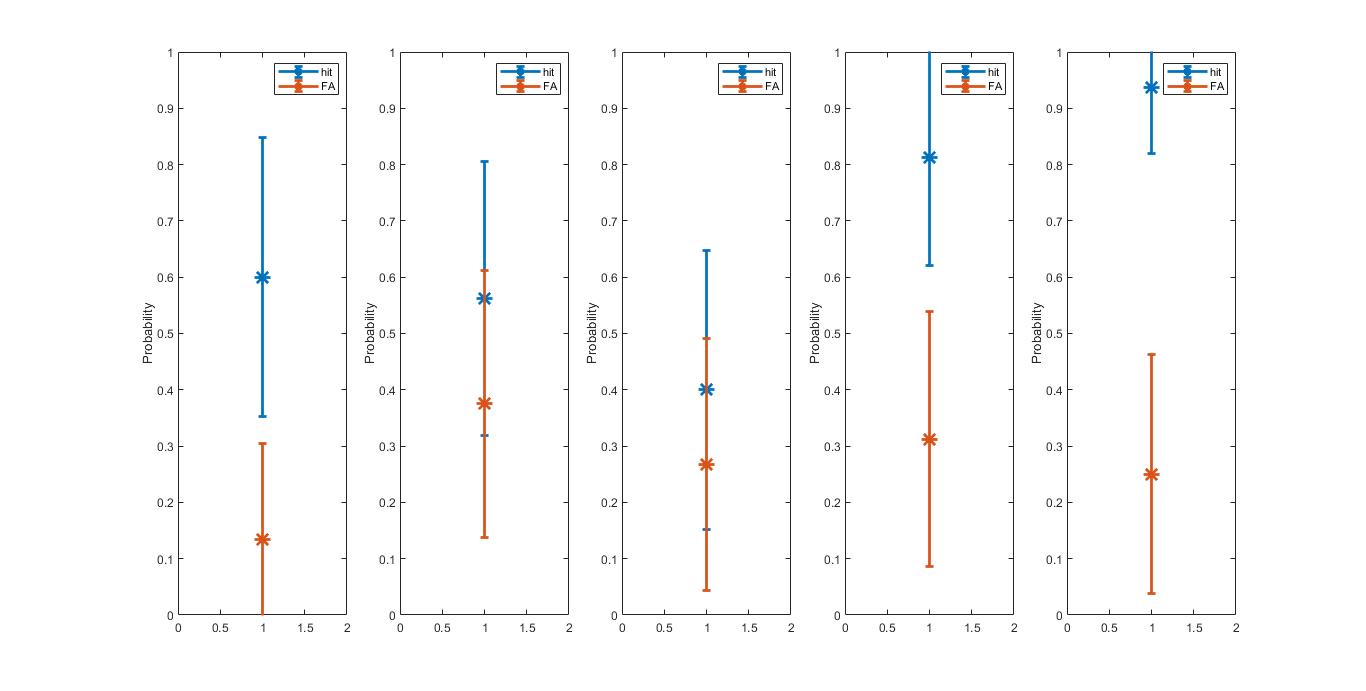 1 1 1 1 1
hit hit hit hit hit
FA FA FA FA FA
0.9 0.9 0.9 0.9 0.9
0.8 0.8 0.8 0.8 0.8
0.7 0.7 0.7 0.7 0.7
0.6 0.6 0.6 0.6 0.6
0.5 0.5 0.5 0.5 0.5
Probability Probability Probability Probability Probability
0.4 0.4 0.4 0.4 0.4
0.3 0.3 0.3 0.3 0.3
0.2 0.2 0.2 0.2 0.2
0.1 0.1 0.1 0.1 0.1
0 0 0 0 0
0 0.5 1 1.5 2 0 0.5 1 1.5 2 0 0.5 1 1.5 2 0 0.5 1 1.5 2 0 0.5 1 1.5 2